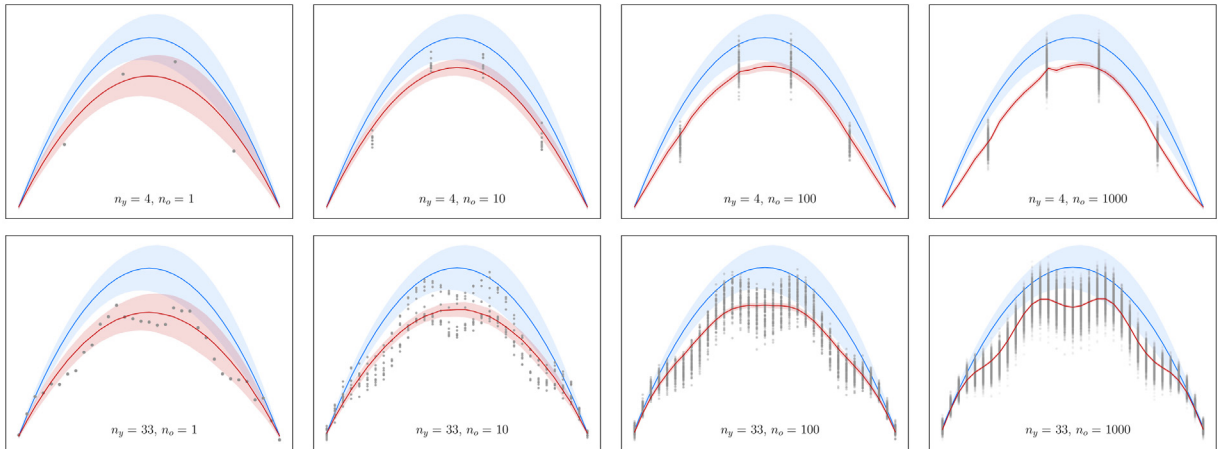 n_y = 4, n_o = 1
n_y = 4, n_o = 10
n_y = 4, n_o = 100
n_y = 4, n_o = 1000
n_y = 33, n_o = 1
n_y = 33, n_o = 10
n_y = 33, n_o = 100
n_y = 33, n_o = 1000